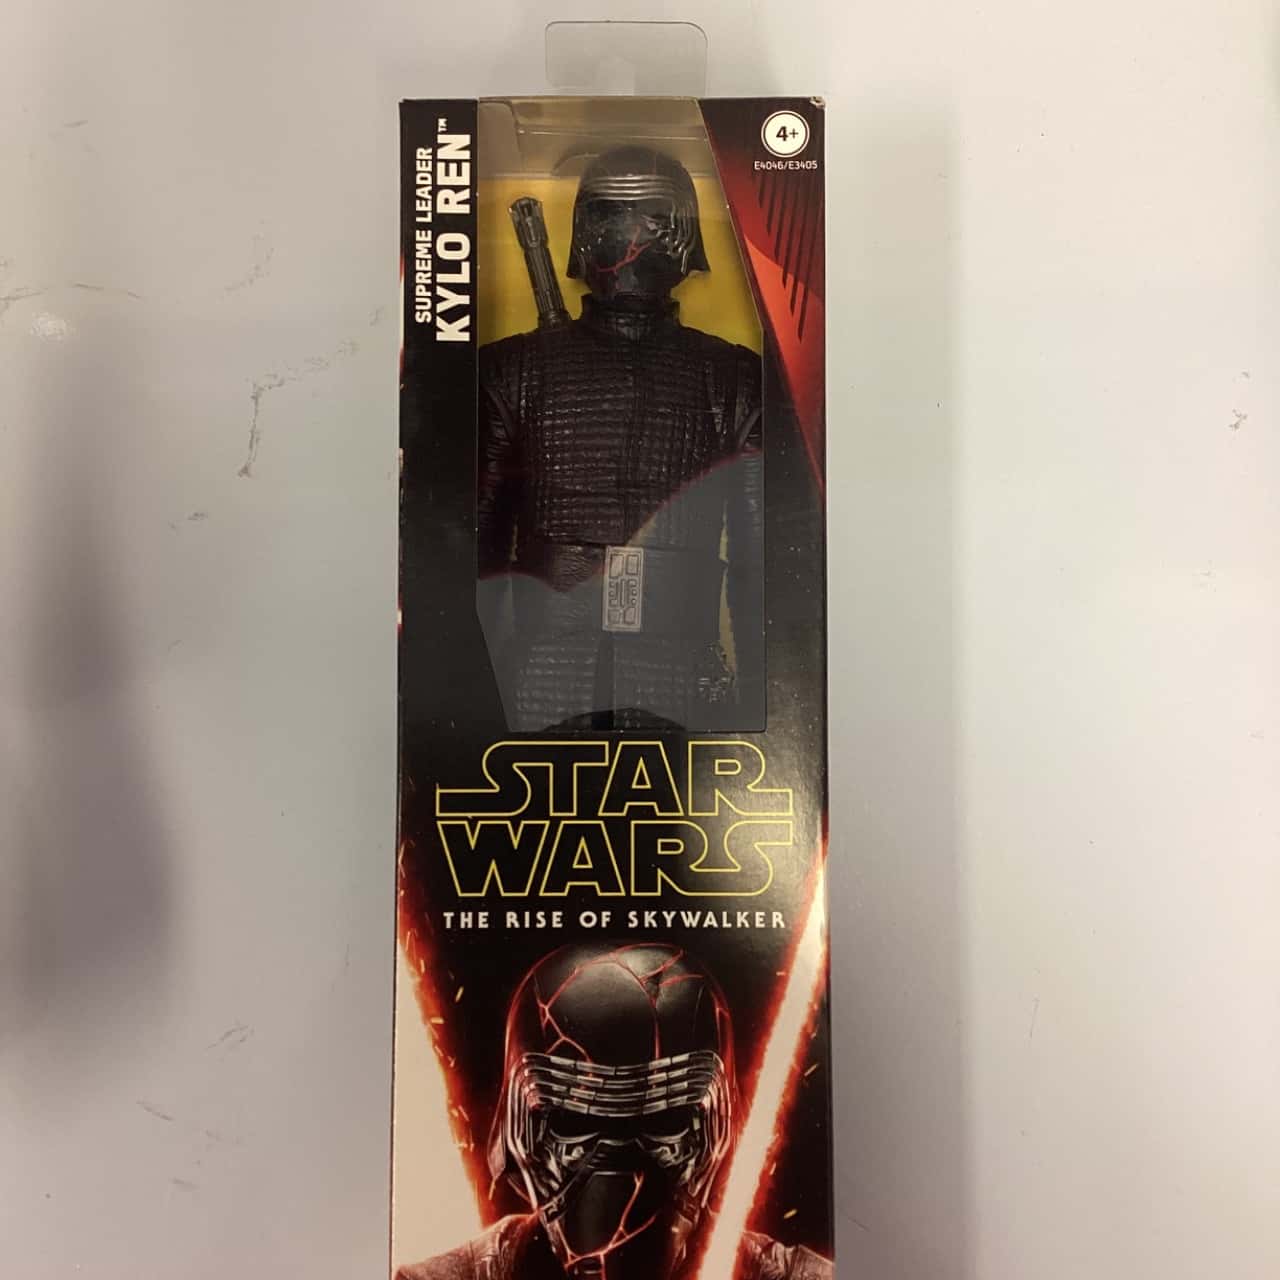 SUPREME LEADER
KYLO REN™
4+
E4046/E3405
STAR
WARS
THE RISE OF SKYWALKER